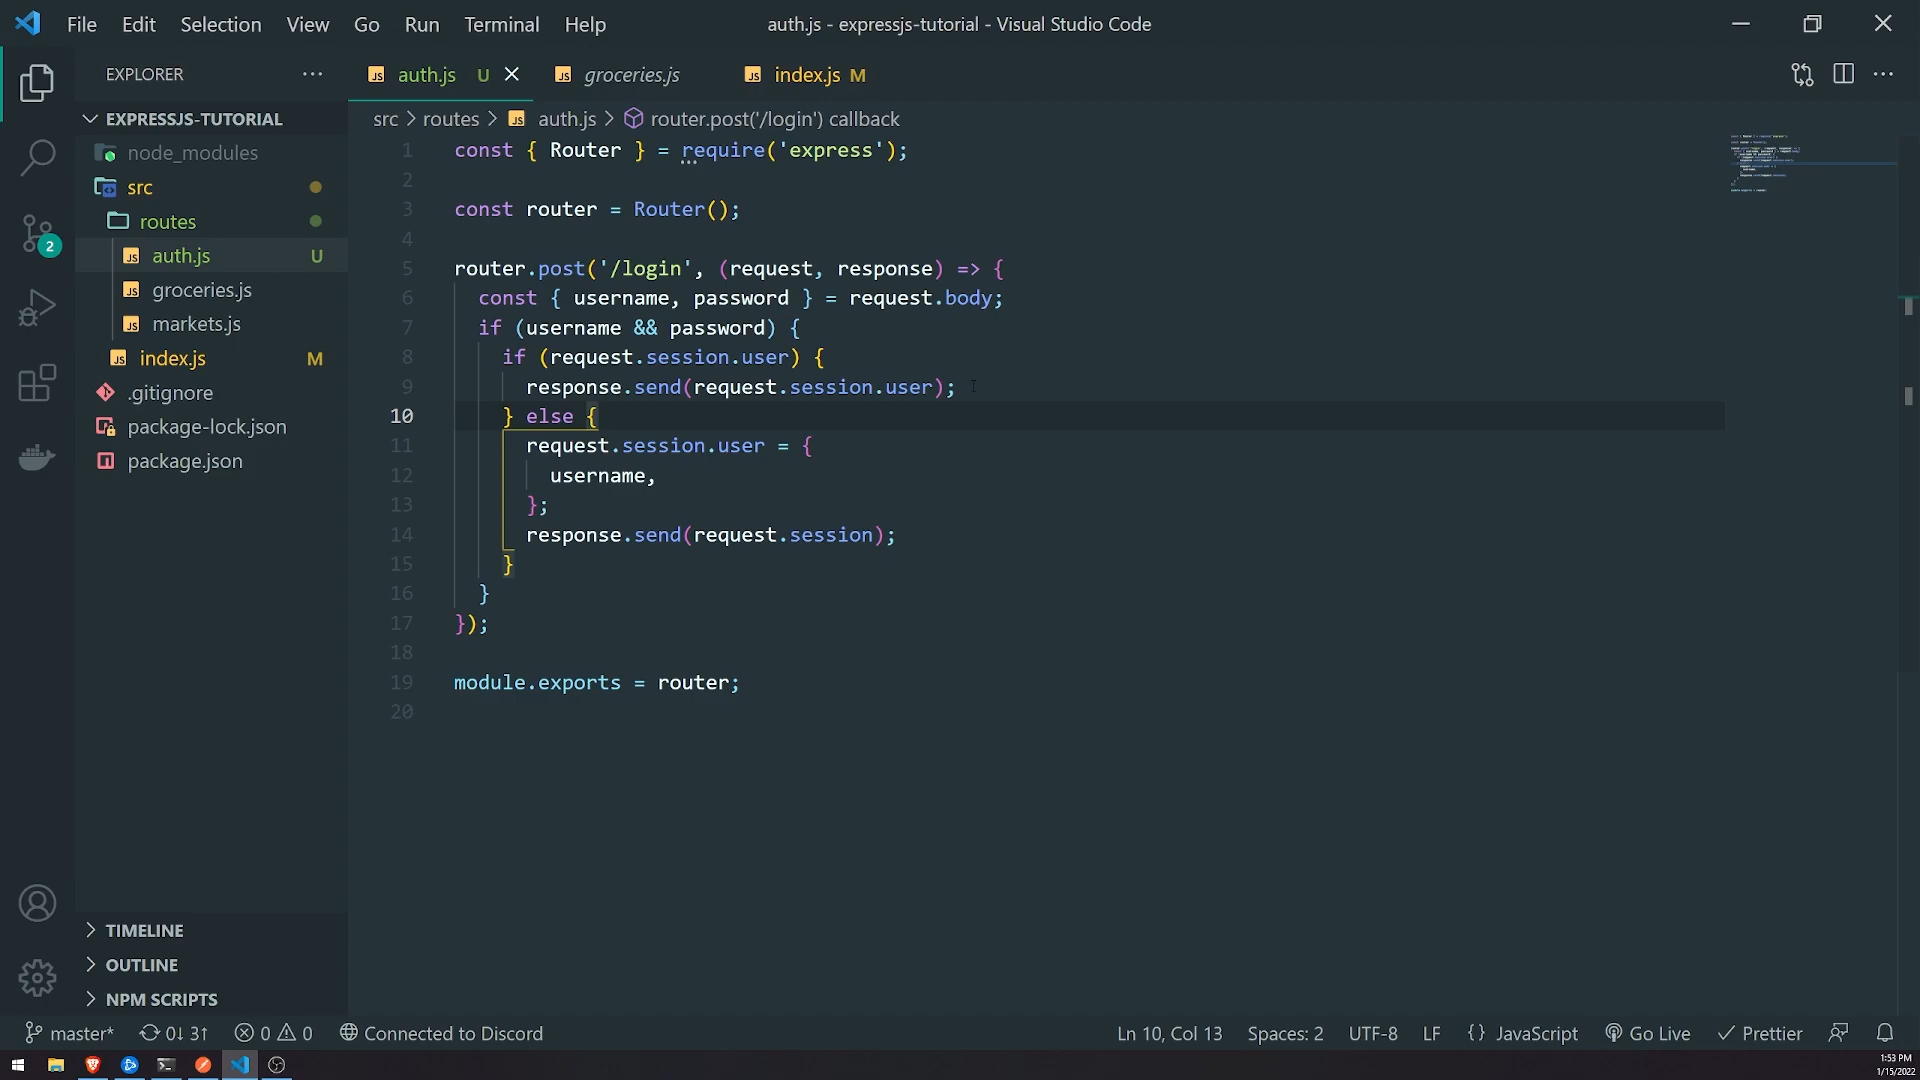 File Edit Selection View Go Run Terminal Help auth.js - expressjs-tutorial - Visual Studio Code
EXPLORER
auth.js U groceries.js index.js M
EXPRESSJS-TUTORIAL
node_modules
src
routes
auth.js U
groceries.js
markets.js
index.js M
.gitignore
package-lock.json
package.json
TIMELINE
OUTLINE
NPM SCRIPTS
2
src > routes > auth.js > router.post('/login') callback
1 const { Router } = require('express');
2
3 const router = Router();
4
5 router.post('/login', (request, response) => {
6 const { username, password } = request.body;
7 if (username && password) {
8 if (request.session.user) {
9 response.send(request.session.user);
10 } else {
11 request.session.user = {
12 username,
13 };
14 response.send(request.session);
15 }
16 }
17 });
18
19 module.exports = router;
20
master* 0↓ 3↑ 0 0 Connected to Discord Ln 10, Col 13 Spaces: 2 UTF-8 LF {} JavaScript Go Live Prettier
1:53 PM
1/15/2022